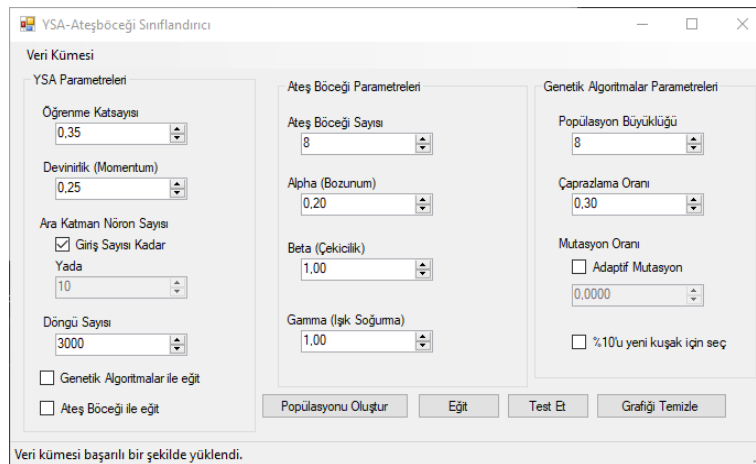 YSA-Ateşböceği Sınıflandırıcı
Veri Kümesi
YSA Parametreleri
Öğrenme Katsayısı
0,35
Devinirlik (Momentum)
0,25
Ara Katman Nöron Sayısı
Giriş Sayısı Kadar
Yada
10
Döngü Sayısı
3000
Genetik Algoritmalar ile eğit
Ateş Böceği ile eğit
Ateş Böceği Parametreleri
Ateş Böceği Sayısı
8
Alpha (Bozunum)
0,20
Beta (Çekicilik)
1,00
Gamma (Işık Soğurma)
1,00
Genetik Algoritmalar Parametreleri
Popülasyon Büyüklüğü
8
Çaprazlama Oranı
0,30
Mutasyon Oranı
Adaptif Mutasyon
0,0000
%10'u yeni kuşak için seç
Popülasyonu Oluştur
Eğit
Test Et
Grafiği Temizle
Veri kümesi başarılı bir şekilde yüklendi.